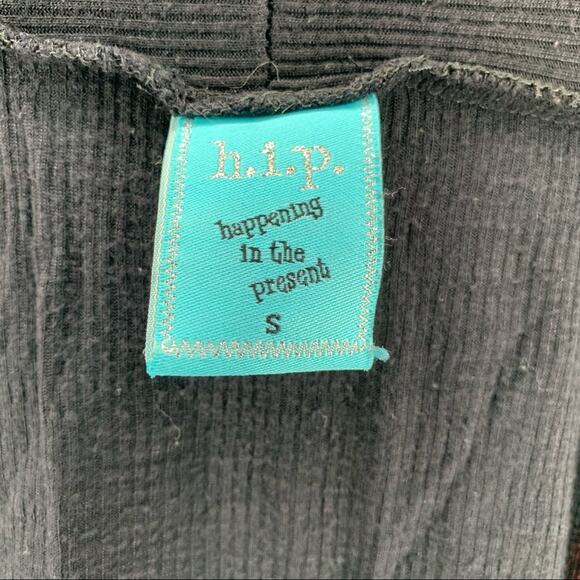 h.i.p.
happening
in the
present
S